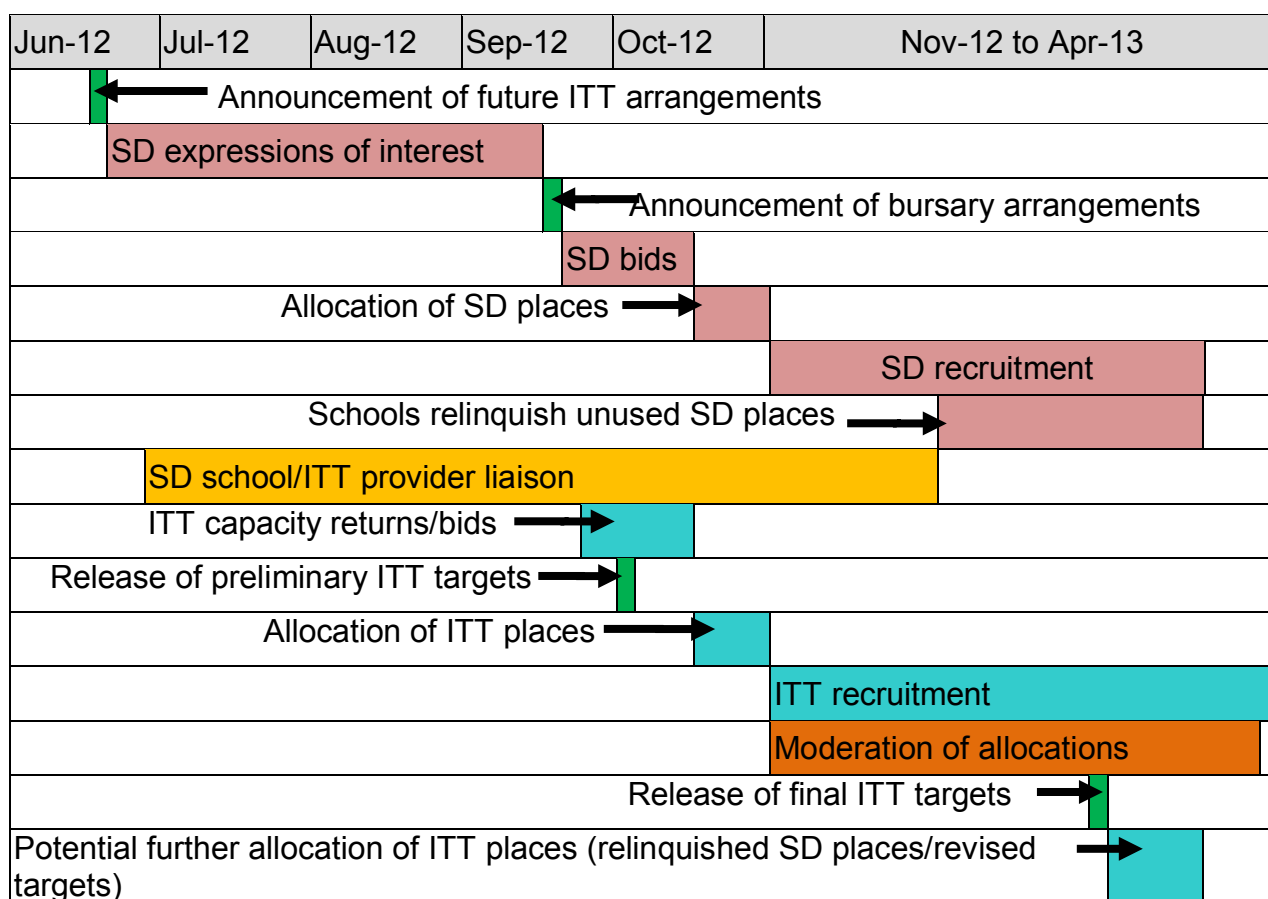 Jun-12 Jul-12 Aug-12 Sep-12 Oct-12 Nov-12 to Apr-13
Announcement of future ITT arrangements
SD expressions of interest
Announcement of bursary arrangements
SD bids
Allocation of SD places
SD recruitment
Schools relinquish unused SD places
SD school/ITT provider liaison
ITT capacity returns/bids
Release of preliminary ITT targets
Allocation of ITT places
ITT recruitment
Moderation of allocations
Release of final ITT targets
Potential further allocation of ITT places (relinquished SD places/revised
targets)